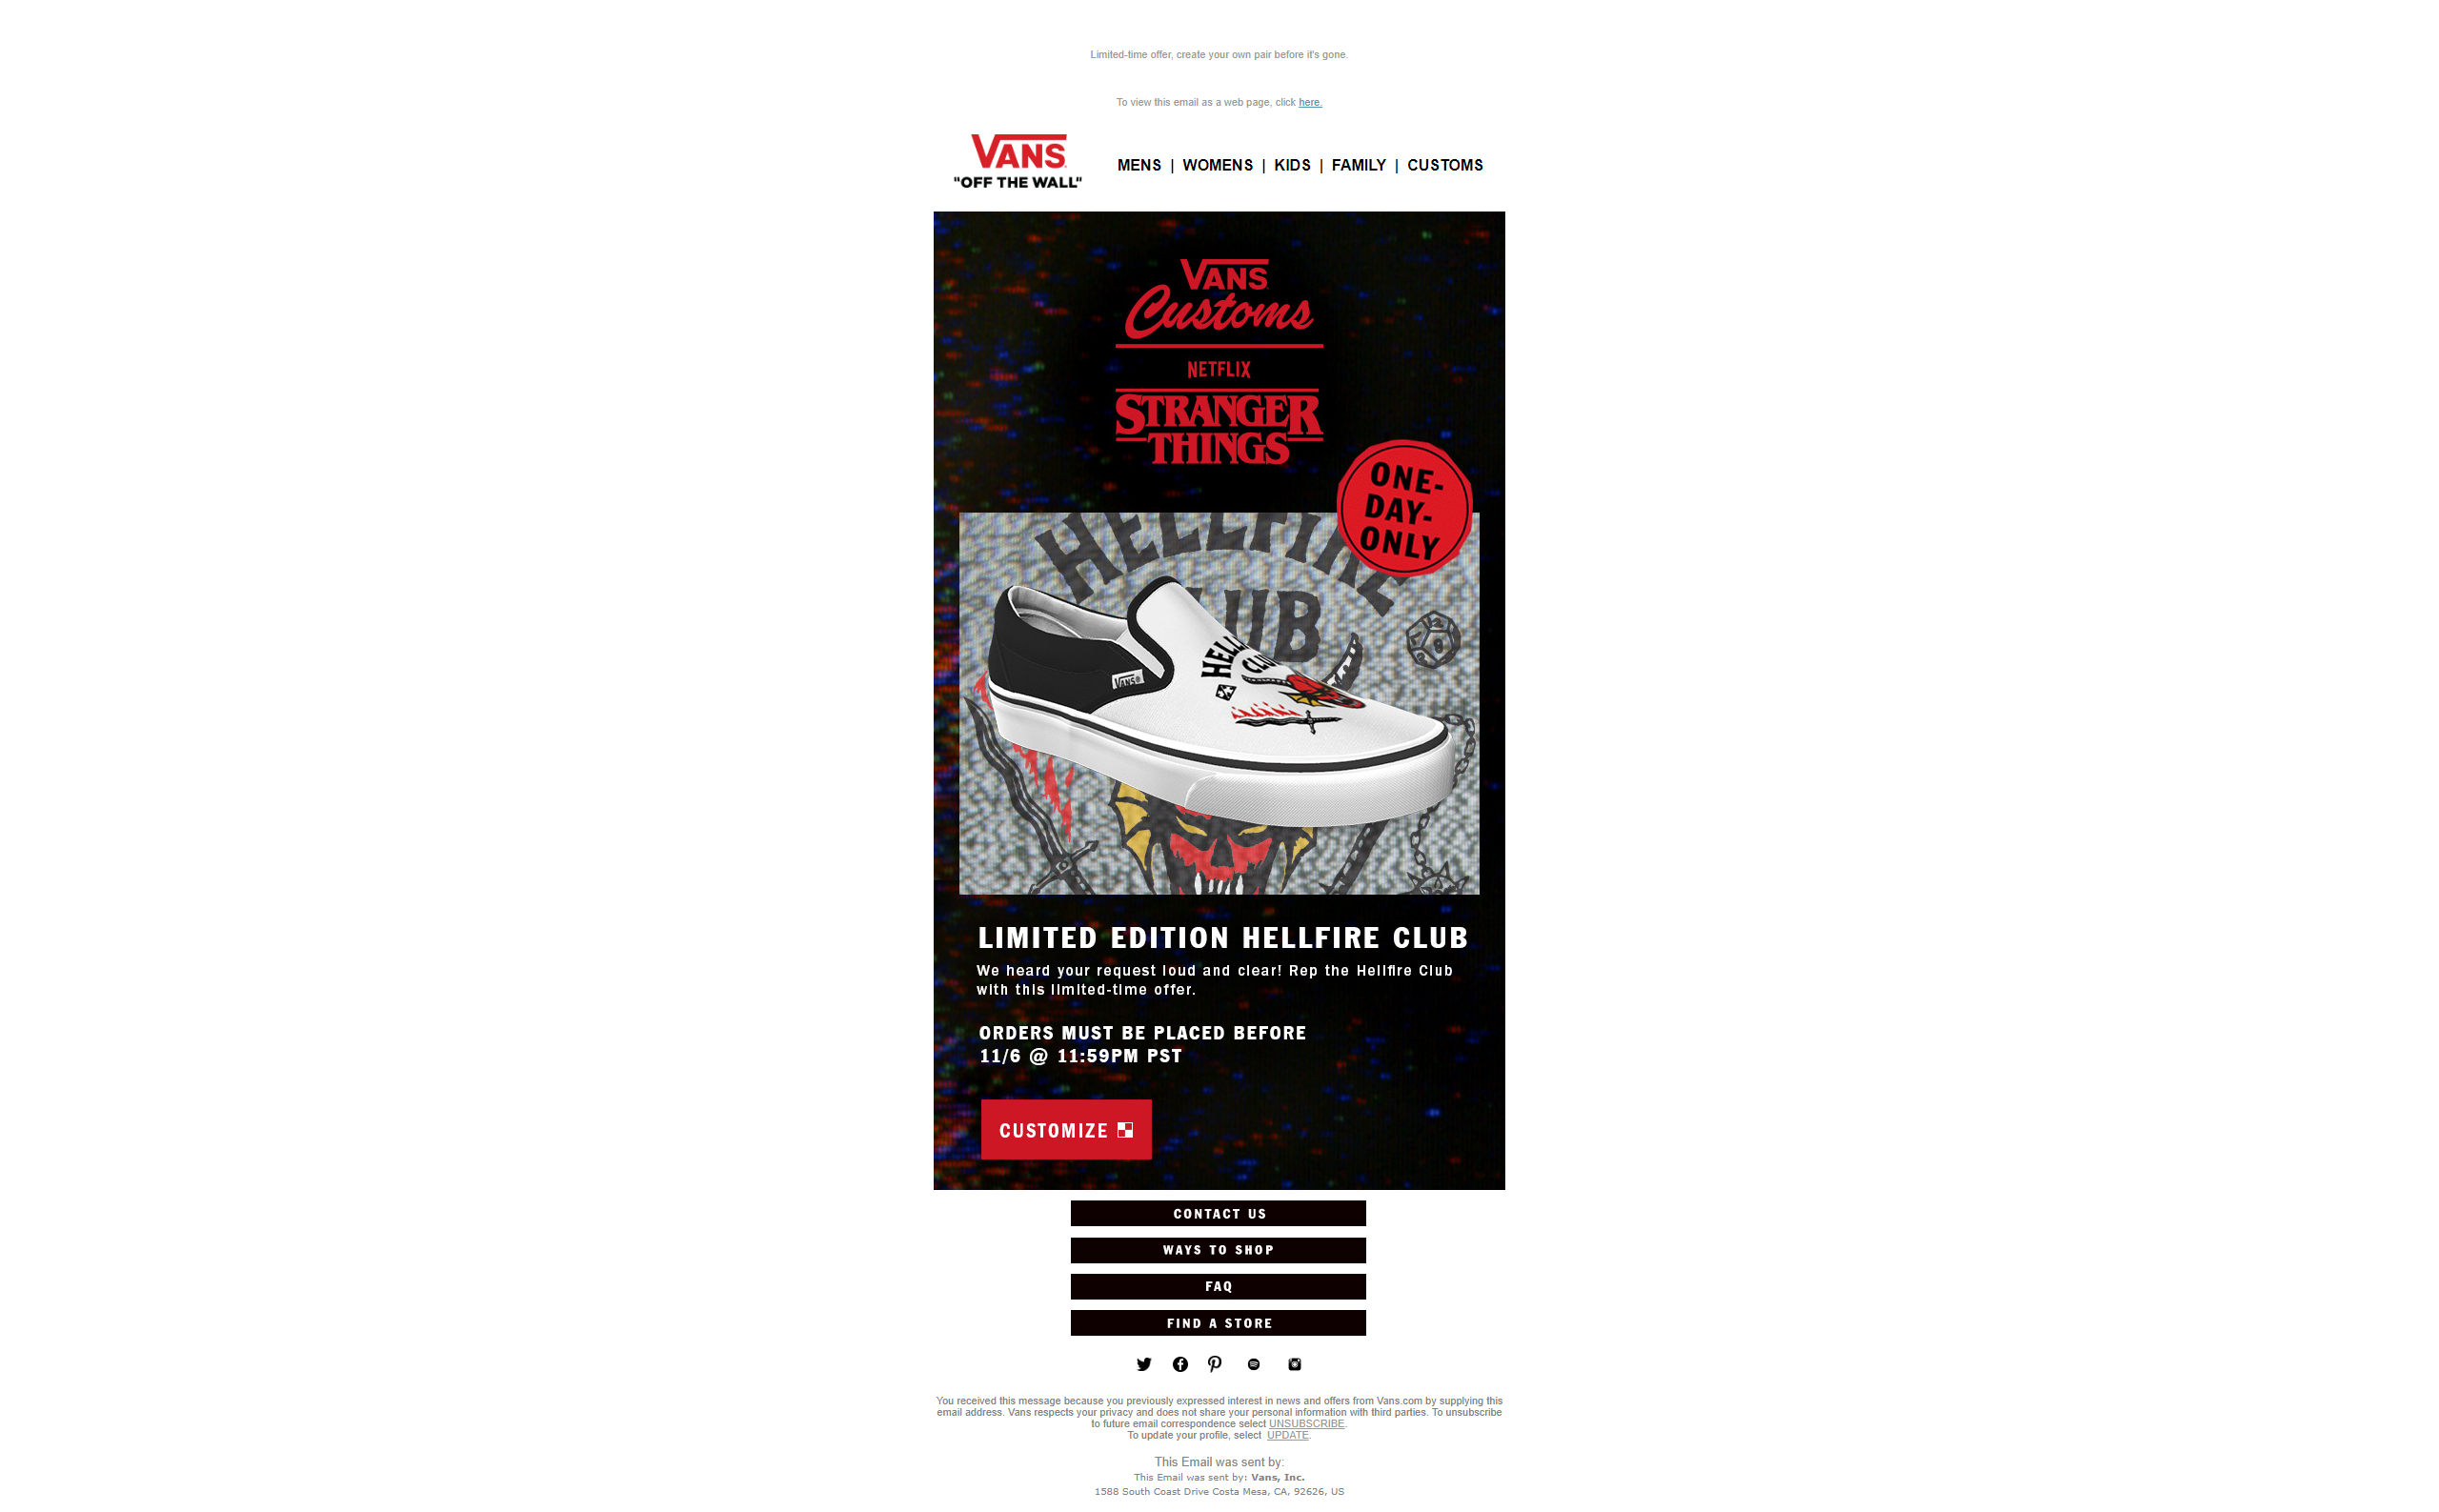 Limited-time offer, create your own pair before it's gone.
To view this email as a web page, click here.
VANS
"OFF THE WALL"
MENS | WOMENS | KIDS | FAMILY | CUSTOMS
VANS
Customs
NETFLIX
STRANGER
THINGS
ONE-
DAY-
ONLY
HELLFIRE
CLUB
VANS®
LIMITED EDITION HELLFIRE CLUB
We heard your request loud and clear! Rep the Hellfire Club
with this limited-time offer.
ORDERS MUST BE PLACED BEFORE
11/6 @ 11:59PM PST
CUSTOMIZE
CONTACT US
WAYS TO SHOP
FAQ
FIND A STORE
You received this message because you previously expressed interest in news and offers from Vans.com by supplying this
email address. Vans respects your privacy and does not share your personal information with third parties. To unsubscribe
to future email correspondence select UNSUBSCRIBE.
To update your profile, select UPDATE.
This Email was sent by:
This Email was sent by: Vans, Inc.
1588 South Coast Drive Costa Mesa, CA, 92626, US